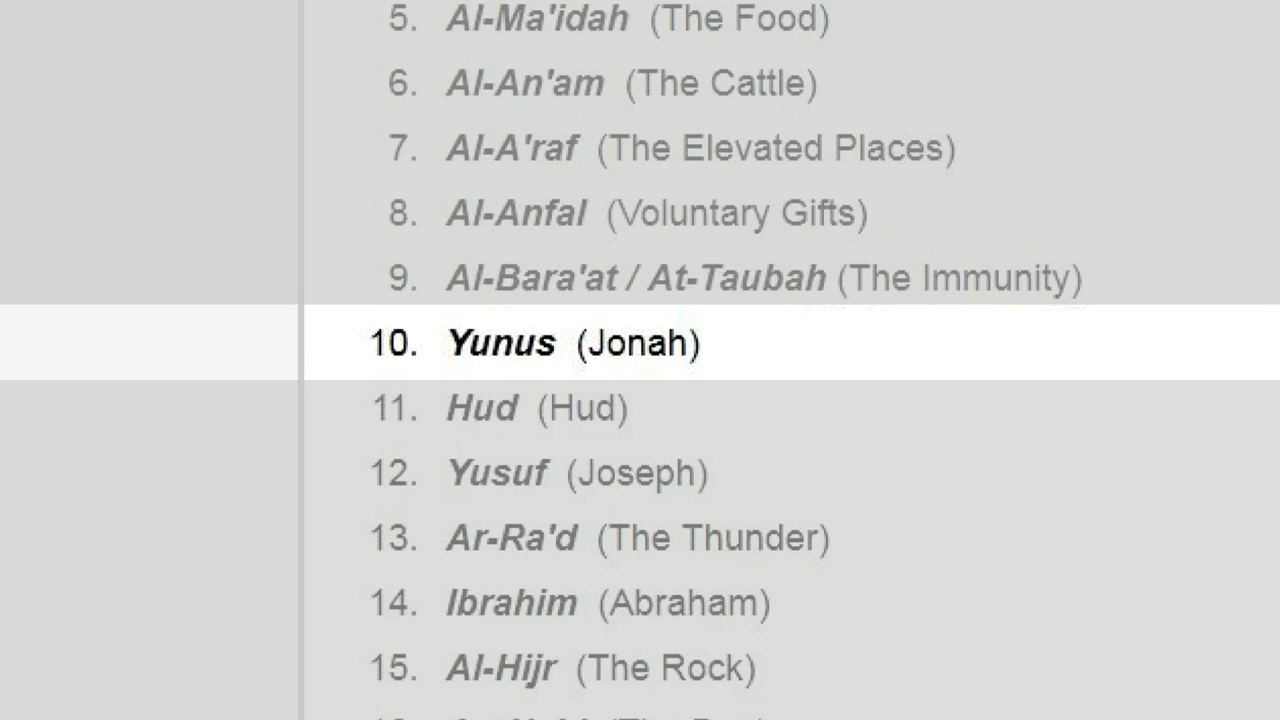 5. Al-Ma'idah (The Food)
6. Al-An'am (The Cattle)
7. Al-A'raf (The Elevated Places)
8. Al-Anfal (Voluntary Gifts)
9. Al-Bara'at / At-Taubah (The Immunity)
10. Yunus (Jonah)
11. Hud (Hud)
12. Yusuf (Joseph)
13. Ar-Ra'd (The Thunder)
14. Ibrahim (Abraham)
15. Al-Hijr (The Rock)